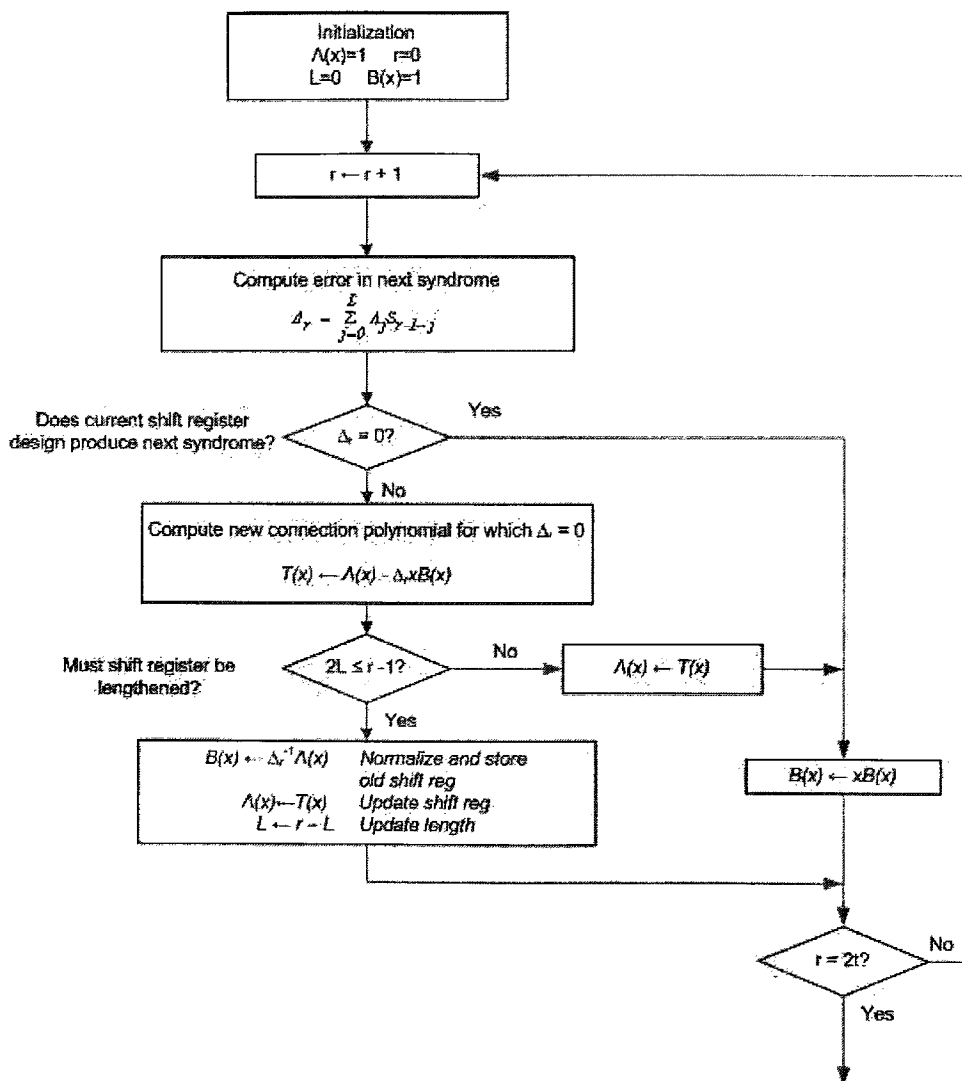 Initialization
Λ(x)=1 r=0
L=0 B(x)=1
r ← r + 1
Compute error in next syndrome
Δr = Σ j=0 L Λj Sr-1-j
Does current shift register
design produce next syndrome?
Δr = 0?
Yes
No
Compute new connection polynomial for which Δr = 0
T(x) ← Λ(x) - ΔrxB(x)
Must shift register be
lengthened?
2L ≤ r -1?
No
Λ(x) ← T(x)
Yes
B(x) ← Δr-1Λ(x) Normalize and store
old shift reg
Λ(x)←T(x) Update shift reg
L ← r - L Update length
B(x) ← xB(x)
r = 2t?
No
Yes